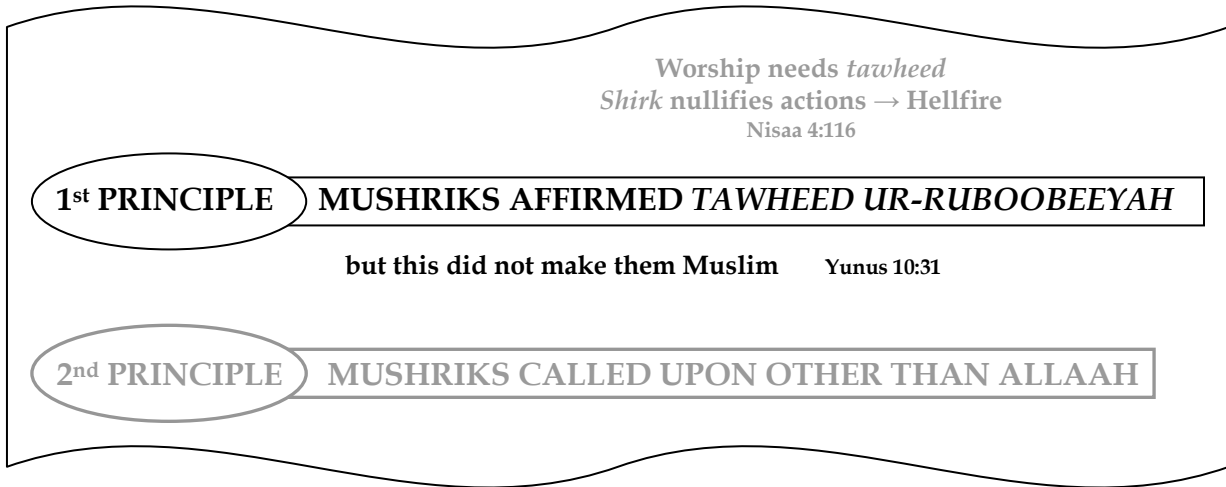 Worship needs tawheed
Shirk nullifies actions → Hellfire
Nisaa 4:116
1st PRINCIPLE MUSHRIKS AFFIRMED TAWHEED UR-RUBOOBEEYAH
but this did not make them Muslim Yunus 10:31
2nd PRINCIPLE MUSHRIKS CALLED UPON OTHER THAN ALLAAH